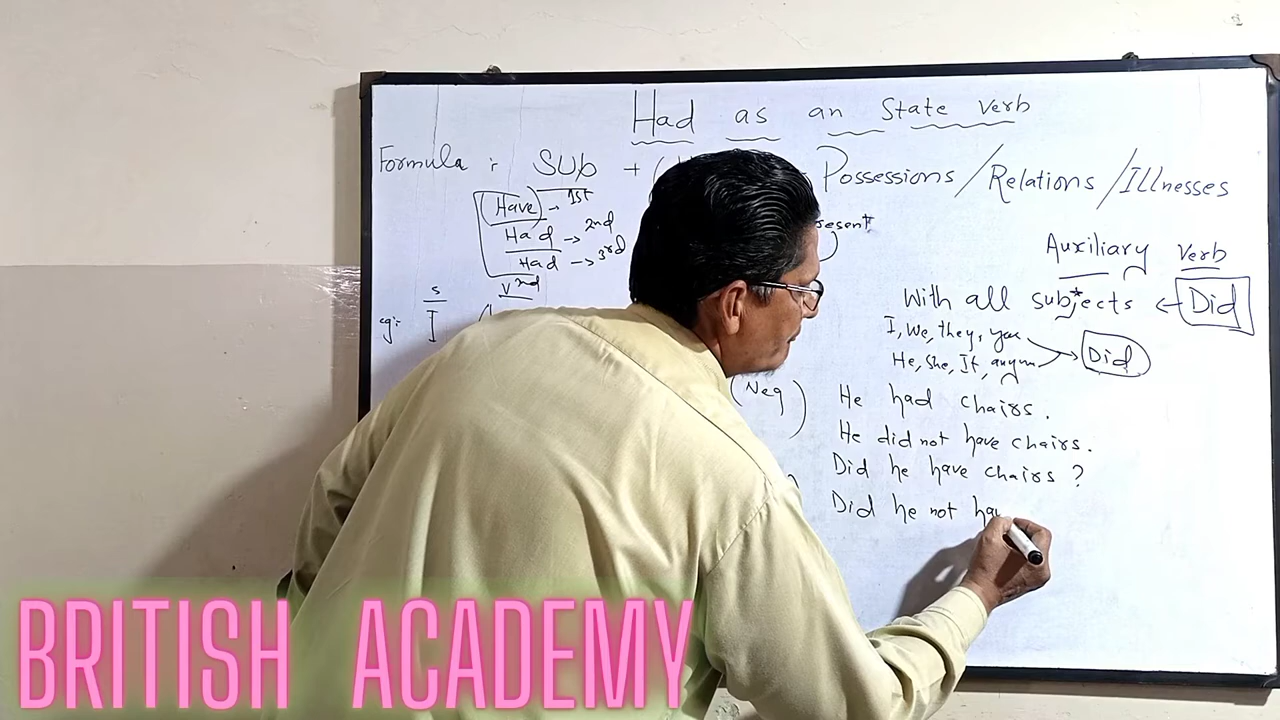 Had as an State verb
Formula : SUb + ( Possessions / Relations / Illnesses
(Have) → 1st
Had → 2nd
Had → 3rd
V nd
resent
Auxiliary verb
With all subjects ← Did
I, We, they, you
He, She, It, → Did
S
eg:- I
(Neg) He had chairs.
He did not have chairs.
Did he have chairs ?
Did he not ha
BRITISH ACADEMY